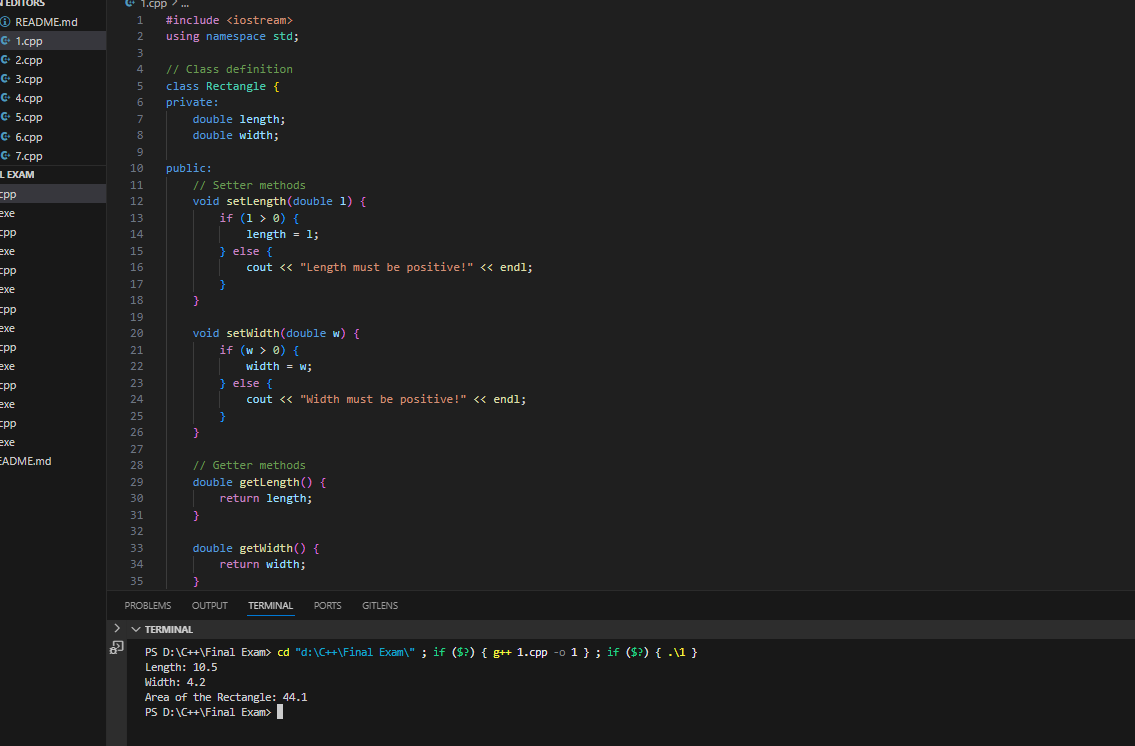 README.md
1.cpp
2.cpp
3.cpp
4.cpp
5.cpp
6.cpp
7.cpp
EXAM
cpp
exe
cpp
exe
cpp
exe
cpp
exe
cpp
exe
cpp
exe
cpp
exe
EADME.md
1.cpp > ...
1 #include <iostream>
2 using namespace std;
3
4 // Class definition
5 class Rectangle {
6 private:
7     double length;
8     double width;
9
10 public:
11     // Setter methods
12     void setLength(double l) {
13         if (l > 0) {
14             length = l;
15         } else {
16             cout << "Length must be positive!" << endl;
17         }
18     }
19
20     void setWidth(double w) {
21         if (w > 0) {
22             width = w;
23         } else {
24             cout << "Width must be positive!" << endl;
25         }
26     }
27
28     // Getter methods
29     double getLength() {
30         return length;
31     }
32
33     double getWidth() {
34         return width;
35     }
PROBLEMS OUTPUT TERMINAL PORTS GITLENS
TERMINAL
PS D:\C++\Final Exam> cd "d:\C++\Final Exam\" ; if ($?) { g++ 1.cpp -o 1 } ; if ($?) { .\1 }
Length: 10.5
Width: 4.2
Area of the Rectangle: 44.1
PS D:\C++\Final Exam>